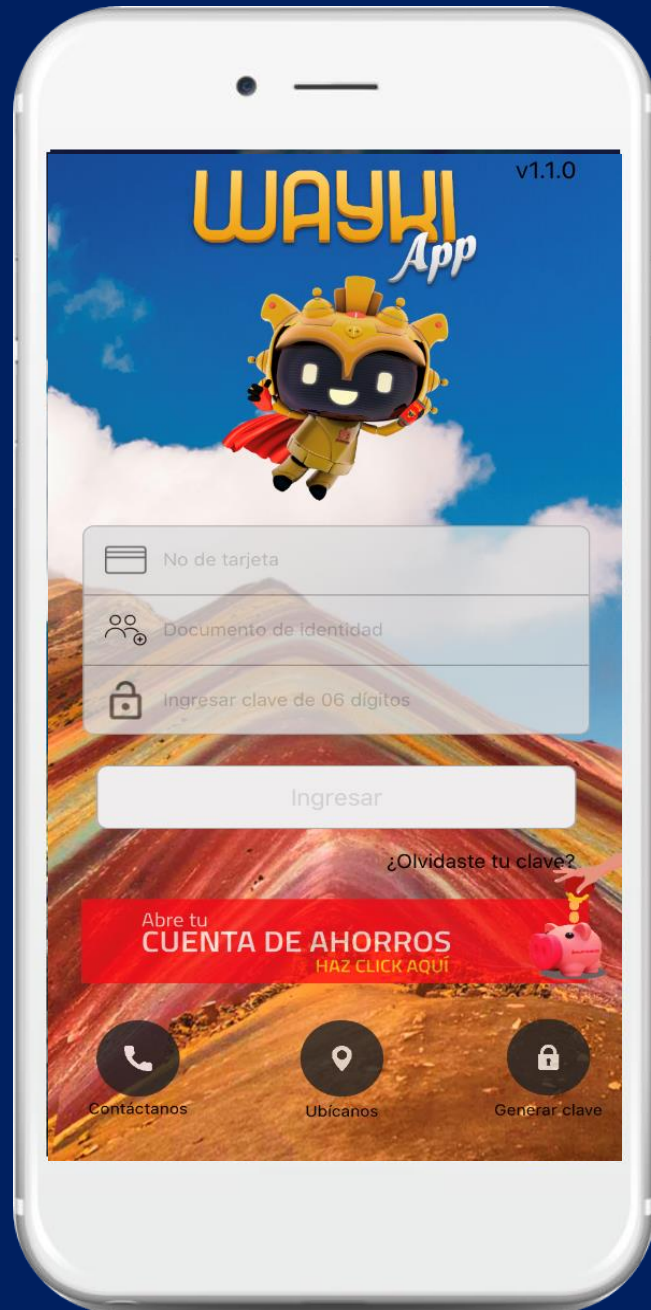 v1.1.0
WAYKI
App
No de tarjeta
Documento de identidad
Ingresar clave de 06 dígitos
Ingresar
¿Olvidaste tu clave?
Abre tu
CUENTA DE AHORROS
HAZ CLICK AQUÍ
Contáctanos
Ubícanos
Generar clave